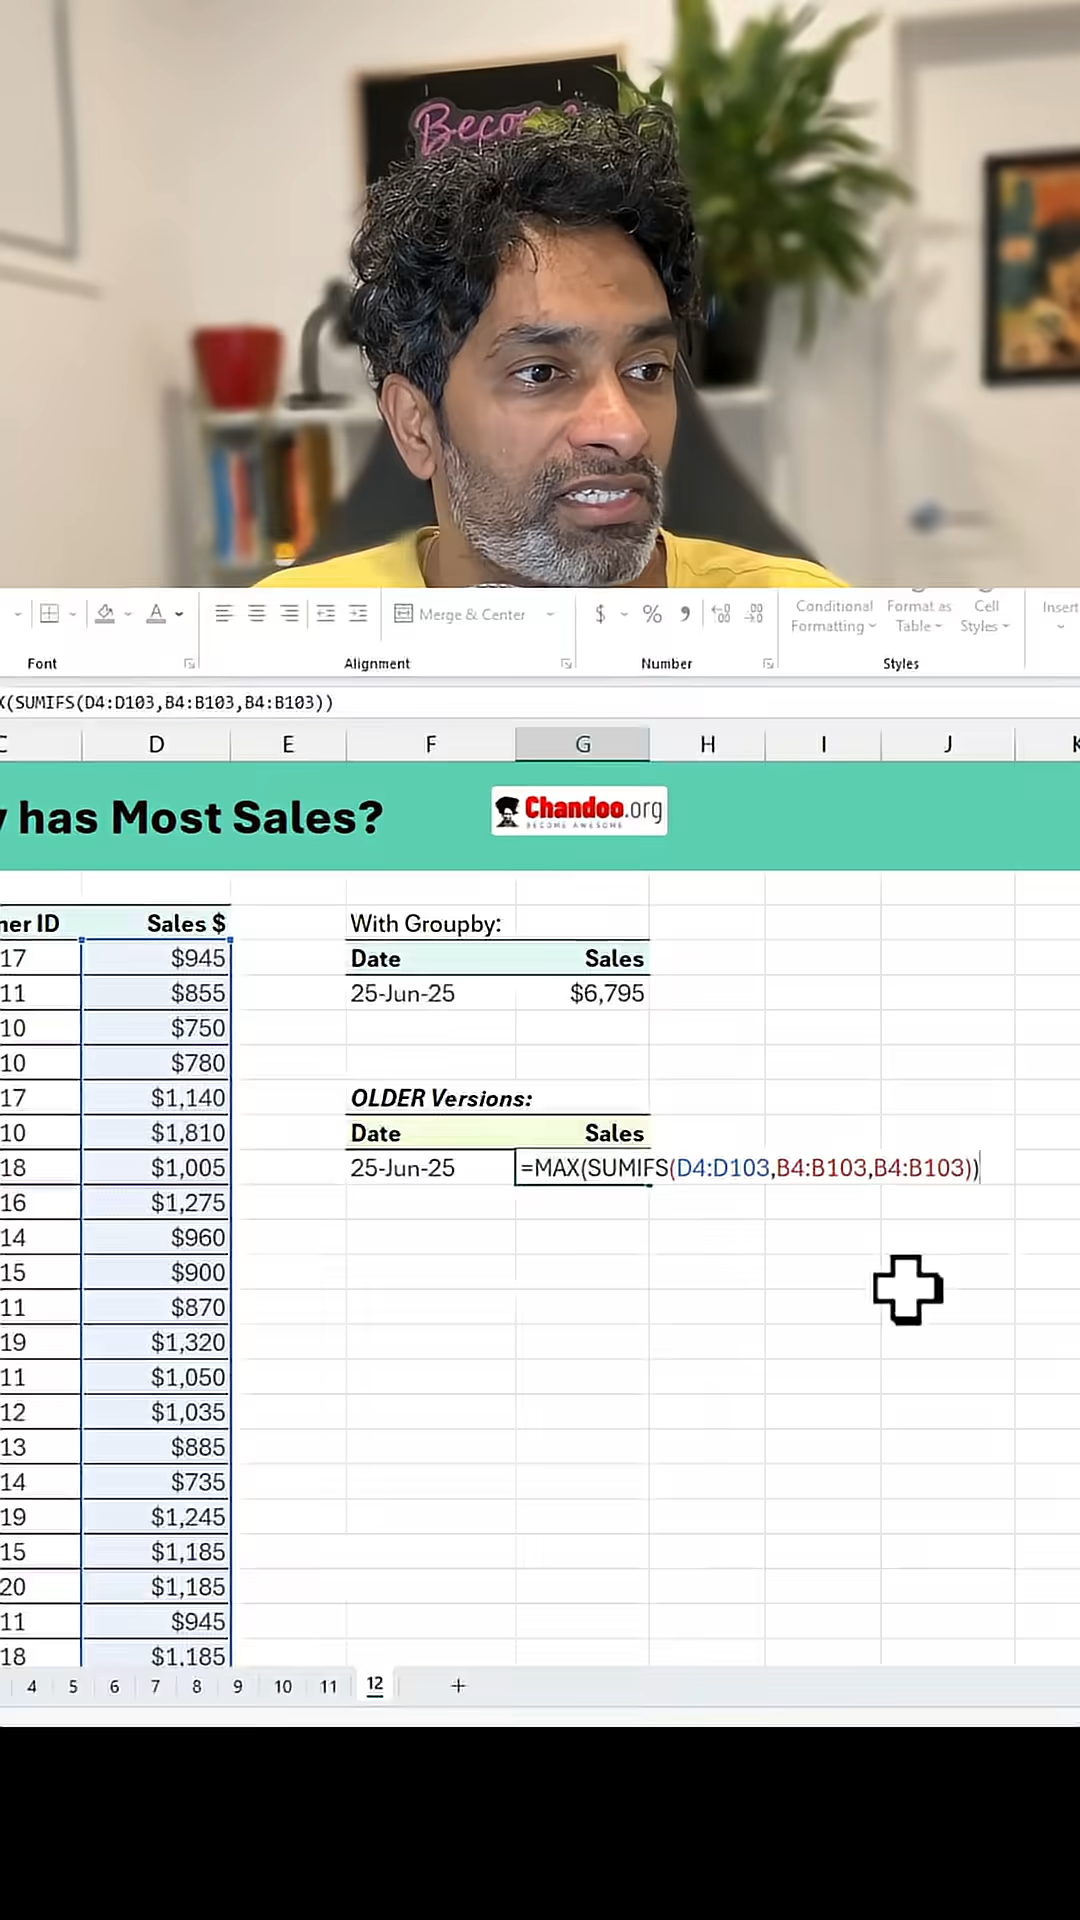 Beco
Merge & Center
$ % 9
Conditional Formatting
Format as Table
Cell Styles
Insert
Font
Alignment
Number
Styles
X(SUMIFS(D4:D103,B4:B103,B4:B103))
C D E F G H I J K
y has Most Sales?
Chandoo.org
BECOME AWESOME
ner ID Sales $ With Groupby:
17 $945 Date Sales
11 $855 25-Jun-25 $6,795
10 $750
10 $780
17 $1,140 OLDER Versions:
10 $1,810 Date Sales
18 $1,005 25-Jun-25 =MAX(SUMIFS(D4:D103,B4:B103,B4:B103))
16 $1,275
14 $960
15 $900
11 $870
19 $1,320
11 $1,050
12 $1,035
13 $885
14 $735
19 $1,245
15 $1,185
20 $1,185
11 $945
18 $1,185
4 5 6 7 8 9 10 11 12 +